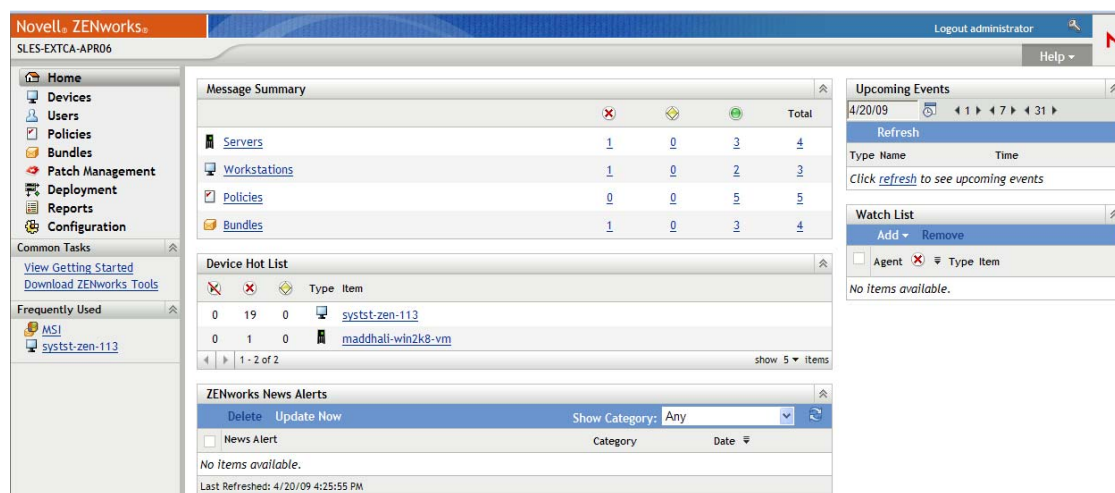 Novell® ZENworks®
Logout administrator
SLES-EXTCA-APR06
Help
Home
Devices
Users
Policies
Bundles
Patch Management
Deployment
Reports
Configuration
Common Tasks
View Getting Started
Download ZENworks Tools
Frequently Used
MSI
systst-zen-113
Message Summary
Total
Servers 1 0 3 4
Workstations 1 0 2 3
Policies 0 0 5 5
Bundles 1 0 3 4
Device Hot List
Type Item
0 19 0 systst-zen-113
0 1 0 maddhali-win2k8-vm
1 - 2 of 2 show 5 items
ZENworks News Alerts
Delete Update Now Show Category: Any
News Alert Category Date
No items available.
Last Refreshed: 4/20/09 4:25:55 PM
Upcoming Events
4/20/09 1 7 31
Refresh
Type Name Time
Click refresh to see upcoming events
Watch List
Add Remove
Agent Type Item
No items available.